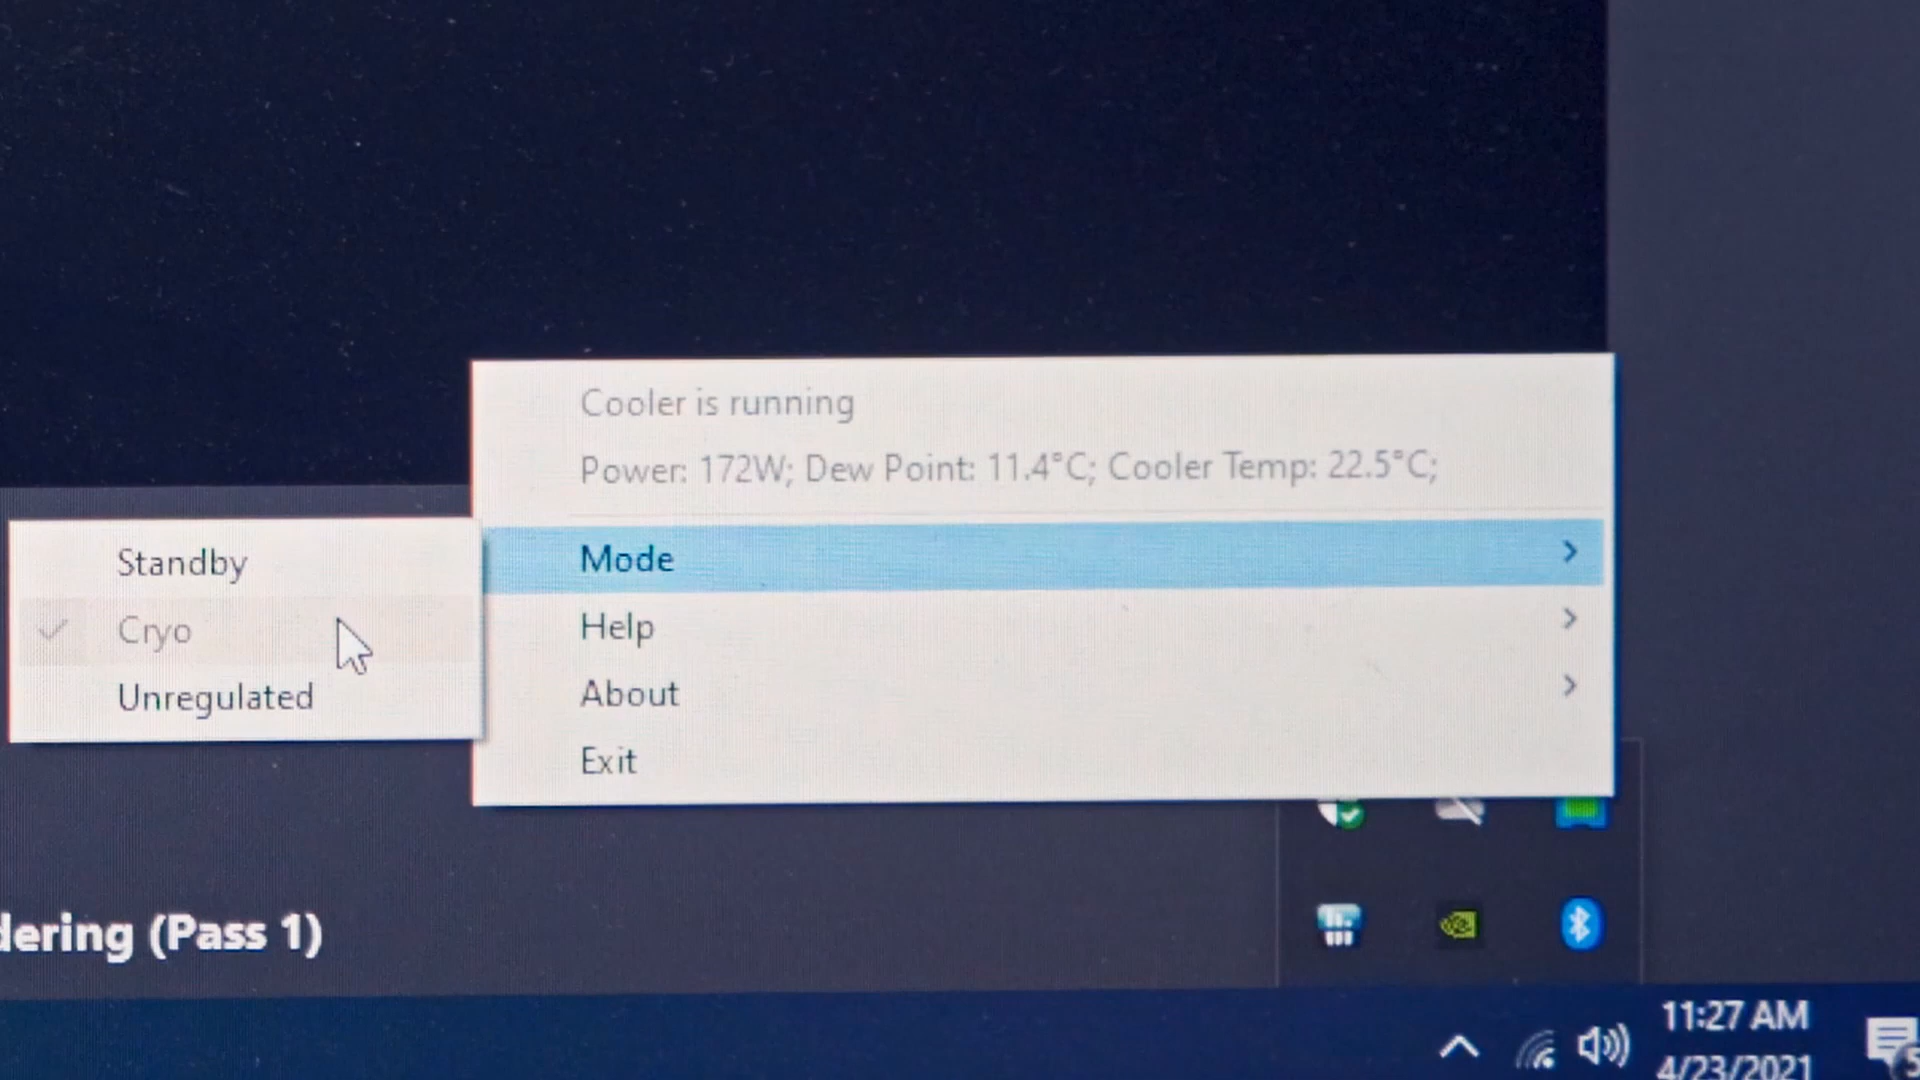 Cooler is running
Power: 172W; Dew Point: 11.4°C; Cooler Temp: 22.5°C;
Mode
Help
About
Exit
Standby
Cryo
Unregulated
dering (Pass 1)
11:27 AM
4/23/2021
5